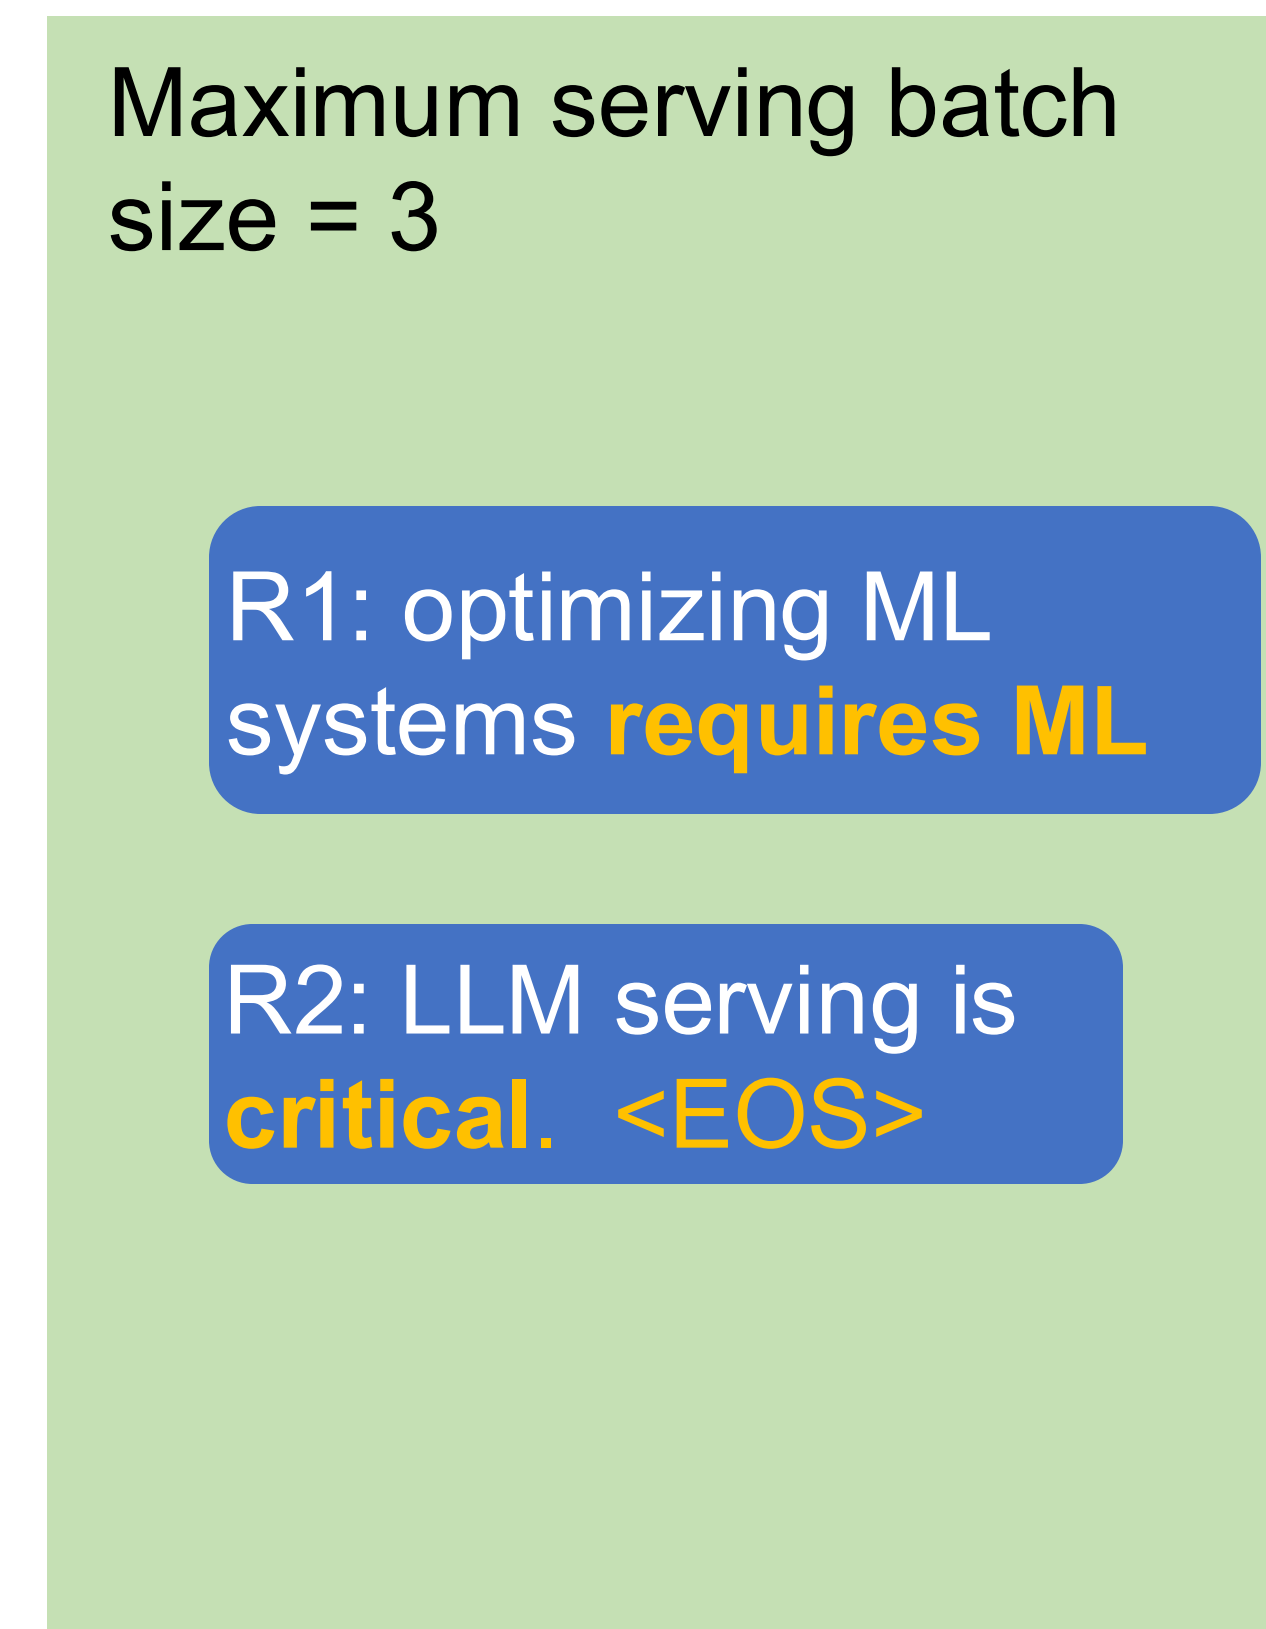 Maximum serving batch
size = 3
R1: optimizing ML
systems requires ML
R2: LLM serving is
critical. <EOS>